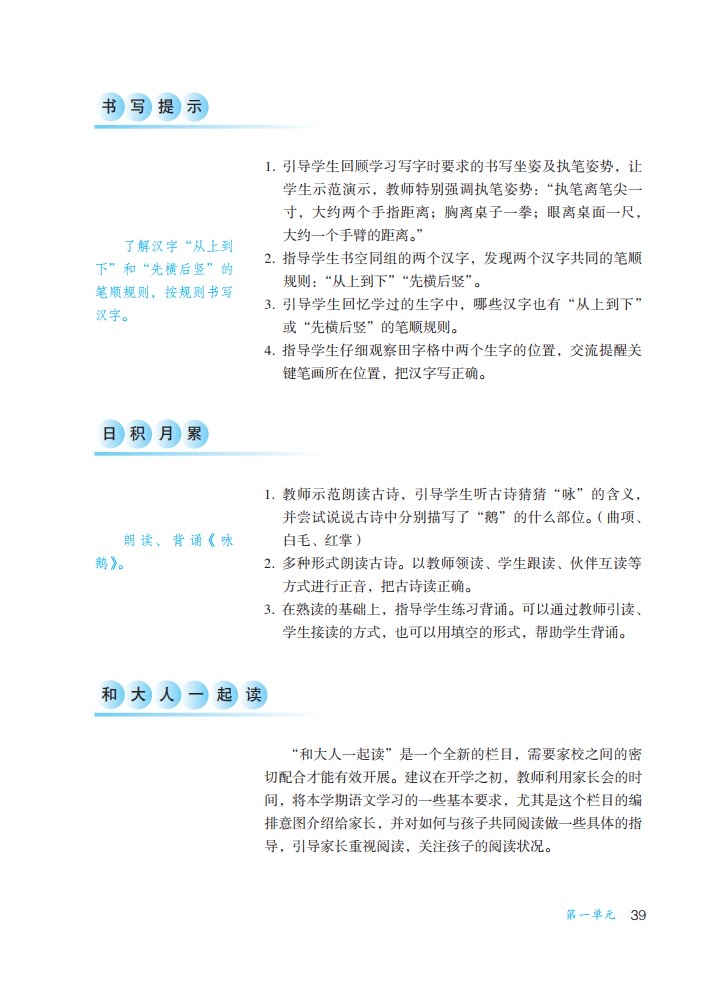 书写提示
1. 引导学生回顾学习写字时要求的书写坐姿及执笔姿势，让
学生示范演示，教师特别强调执笔姿势：“执笔离笔尖一
寸，大约两个手指距离；胸离桌子一拳；眼离桌面一尺，
大约一个手臂的距离。”
2. 指导学生书空同组的两个汉字，发现两个汉字共同的笔顺
规则：“从上到下”“先横后竖”。
3. 引导学生回忆学过的生字中，哪些汉字也有“从上到下”
或“先横后竖”的笔顺规则。
4. 指导学生仔细观察田字格中两个生字的位置，交流提醒关
键笔画所在位置，把汉字写正确。
了解汉字“从上到
下”和“先横后竖”的
笔顺规则，按规则书写
汉字。
日积月累
1. 教师示范朗读古诗，引导学生听古诗猜猜“咏”的含义，
并尝试说说古诗中分别描写了“鹅”的什么部位。（曲项、
白毛、红掌）
2. 多种形式朗读古诗。以教师领读、学生跟读、伙伴互读等
方式进行正音，把古诗读正确。
3. 在熟读的基础上，指导学生练习背诵。可以通过教师引读、
学生接读的方式，也可以用填空的形式，帮助学生背诵。
朗读、背诵《咏
鹅》。
和大人一起读
“和大人一起读”是一个全新的栏目，需要家校之间的密
切配合才能有效开展。建议在开学之初，教师利用家长会的时
间，将本学期语文学习的一些基本要求，尤其是这个栏目的编
排意图介绍给家长，并对如何与孩子共同阅读做一些具体的指
导，引导家长重视阅读，关注孩子的阅读状况。
第一单元 39